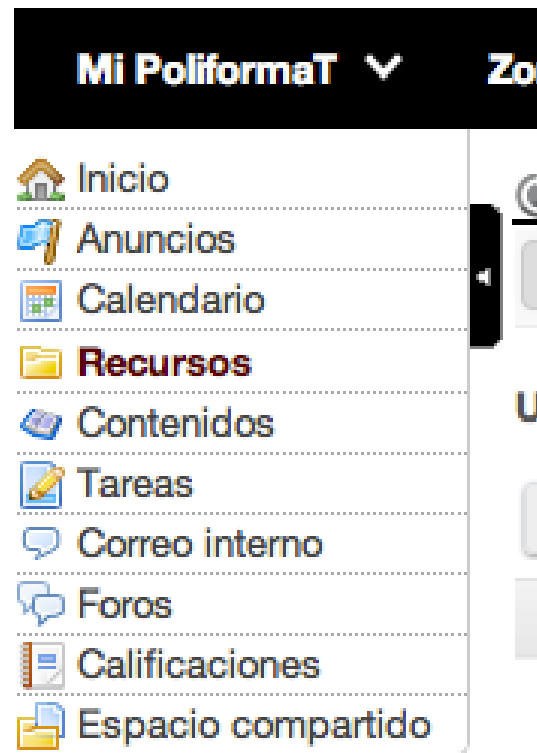 Mi PoliformaT
Inicio
Anuncios
Calendario
Recursos
Contenidos
Tareas
Correo interno
Foros
Calificaciones
Espacio compartido